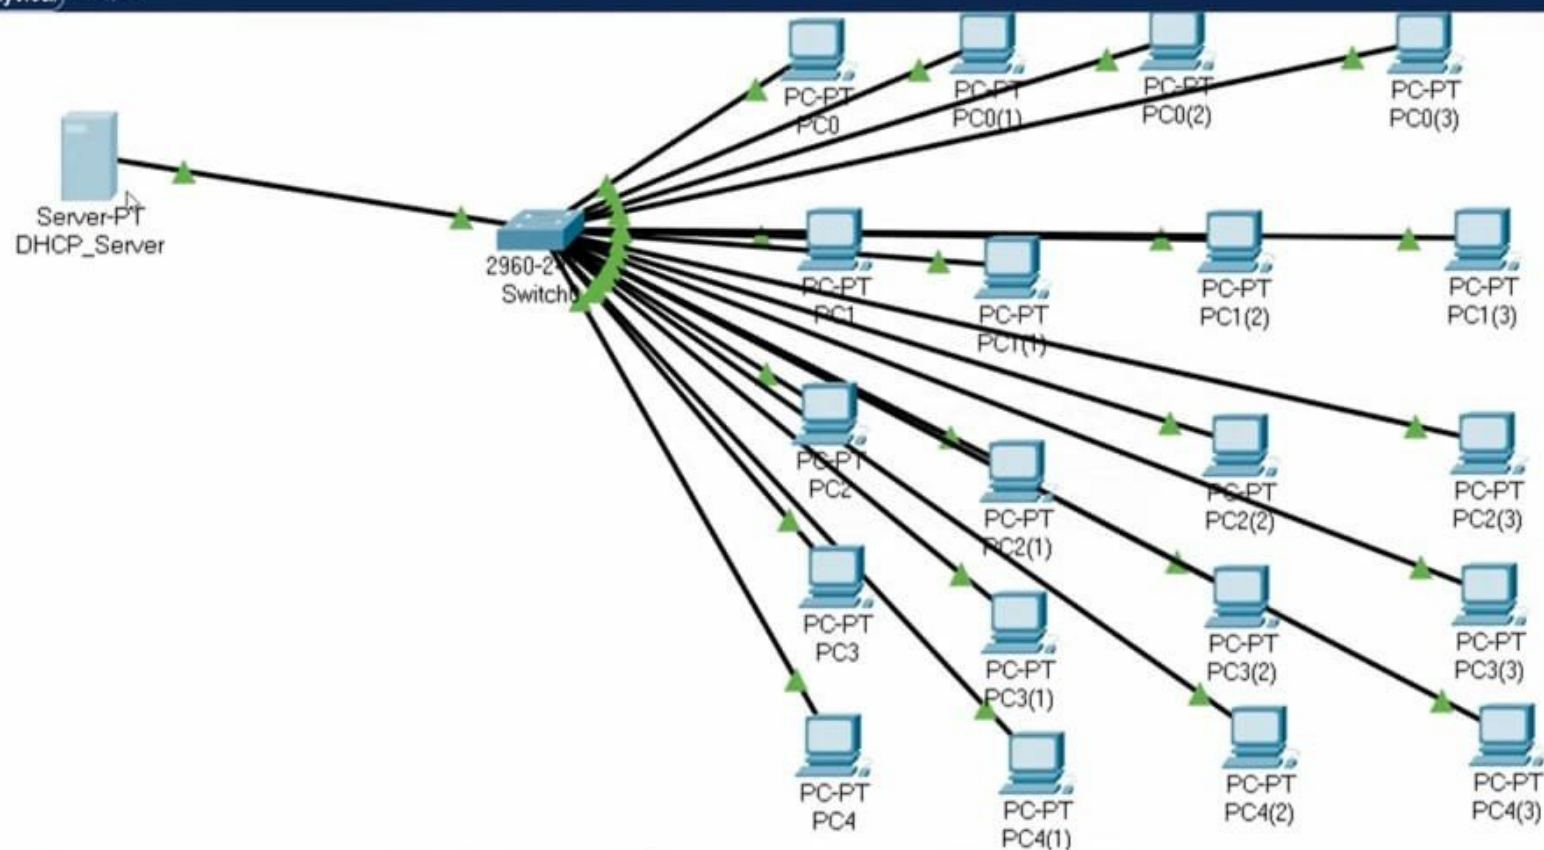 Server-PT
DHCP_Server
2960-2
Switch
PC-PT
PC0
PC-PT
PC0(1)
PC-PT
PC0(2)
PC-PT
PC0(3)
PC-PT
PC1
PC-PT
PC1(1)
PC-PT
PC1(2)
PC-PT
PC1(3)
PC-PT
PC2
PC-PT
PC2(1)
PC-PT
PC2(2)
PC-PT
PC2(3)
PC-PT
PC3
PC-PT
PC3(1)
PC-PT
PC3(2)
PC-PT
PC3(3)
PC-PT
PC4
PC-PT
PC4(1)
PC-PT
PC4(2)
PC-PT
PC4(3)